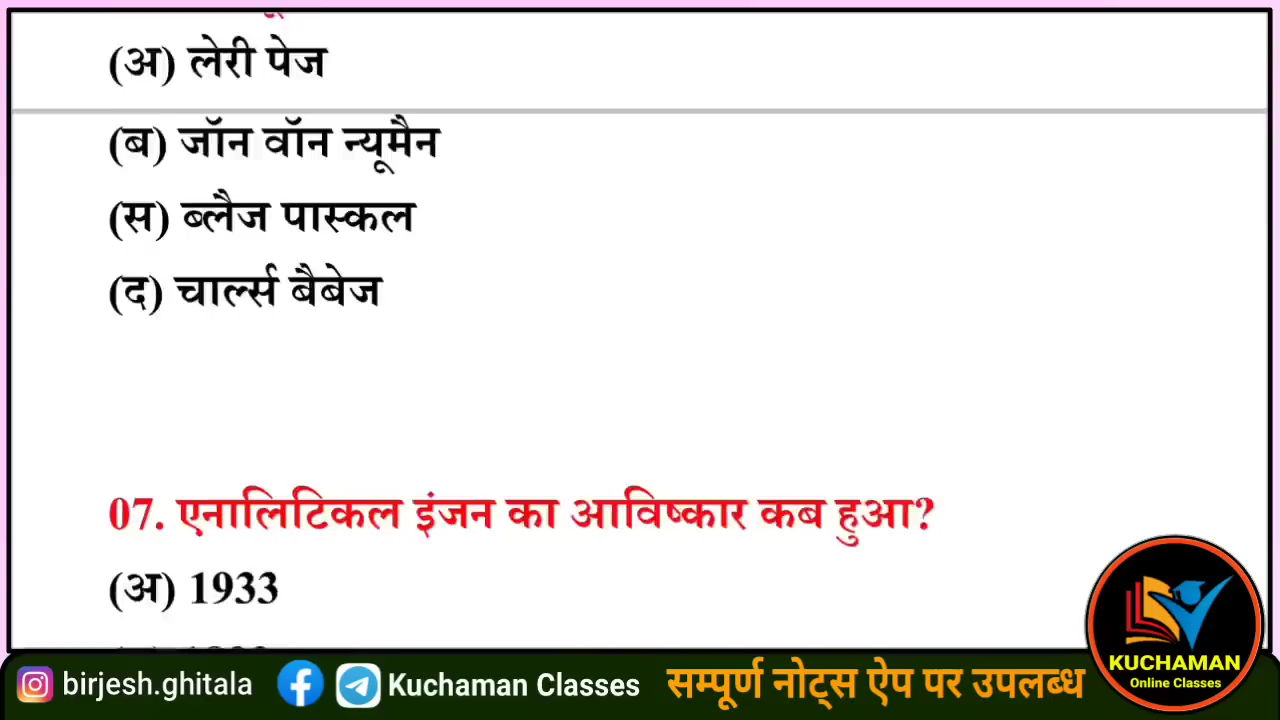 (अ) लेरी पेज
(ब) जॉन वॉन न्यूमैन
(स) ब्लैज पास्कल
(द) चार्ल्स बैबेज
07. एनालिटिकल इंजन का आविष्कार कब हुआ?
(अ) 1933
KUCHAMAN
Online Classes
birjesh.ghitala
Kuchaman Classes
सम्पूर्ण नोट्स ऐप पर उपलब्ध